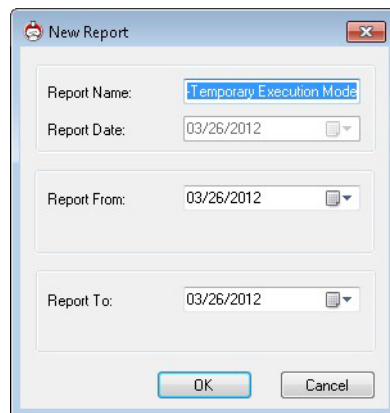 New Report
Report Name: -Temporary Execution Mode
Report Date: 03/26/2012
Report From: 03/26/2012
Report To: 03/26/2012
OK Cancel